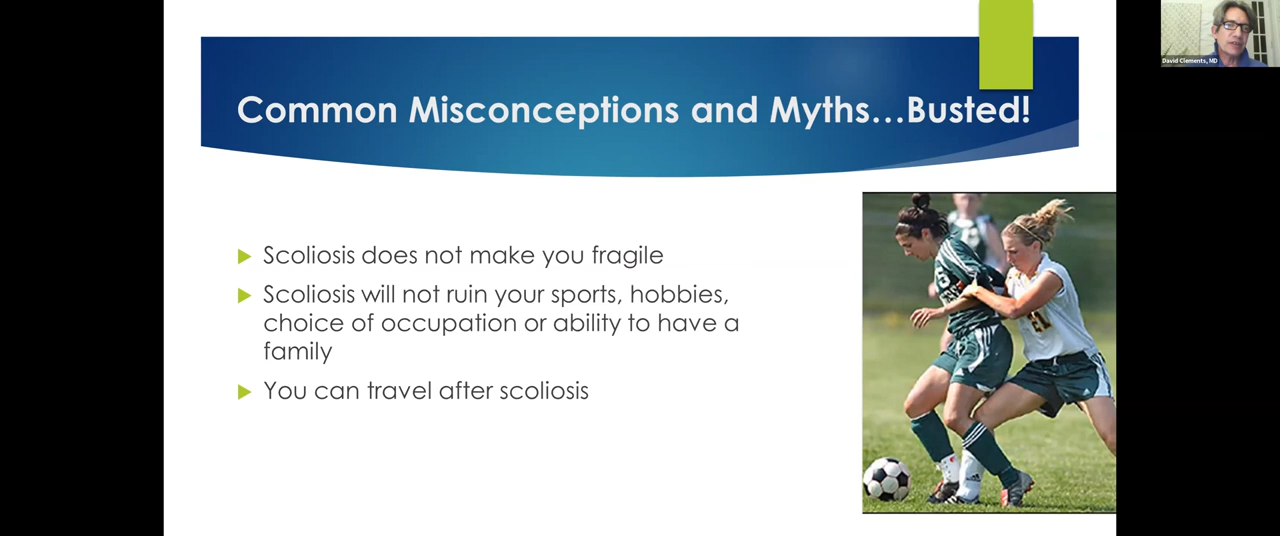 David Clements, MD
Common Misconceptions and Myths...Busted!
Scoliosis does not make you fragile
Scoliosis will not ruin your sports, hobbies,
choice of occupation or ability to have a
family
You can travel after scoliosis